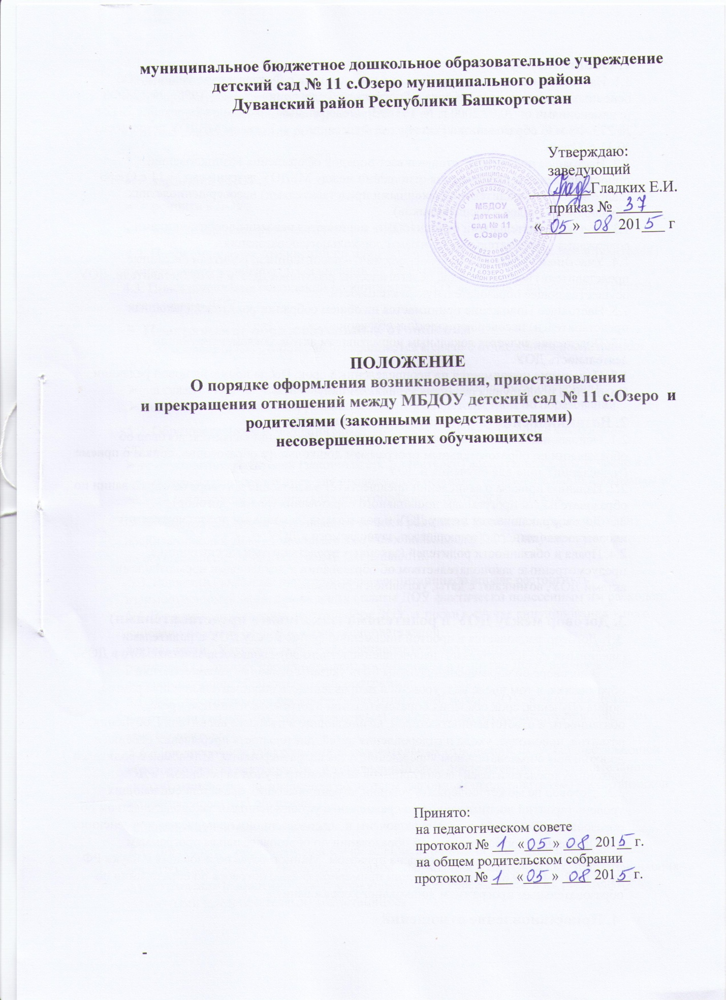 муниципальное бюджетное дошкольное образовательное учреждение
детский сад № 11 с.Озеро муниципального района
Дуванский район Республики Башкортостан
Утверждаю:
заведующий
________Гладких Е.И.
приказ № 37
«05» 08 2015 г
МБДОУ
детский
сад № 11
с.Озеро
ИНН 0220005276
ПОЛОЖЕНИЕ
О порядке оформления возникновения, приостановления
и прекращения отношений между МБДОУ детский сад № 11 с.Озеро и
родителями (законными представителями)
несовершеннолетних обучающихся
Принято:
на педагогическом совете
протокол № 1 «05» 08 2015 г.
на общем родительском собрании
протокол № 1 «05» 08 2015 г.
-